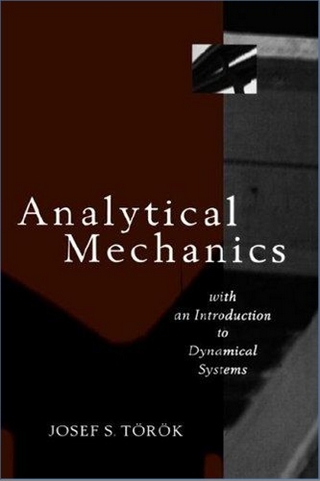 Analytical
Mechanics
with
an Introduction
to
Dynamical
Systems
JOSEF S. TÖRÖK